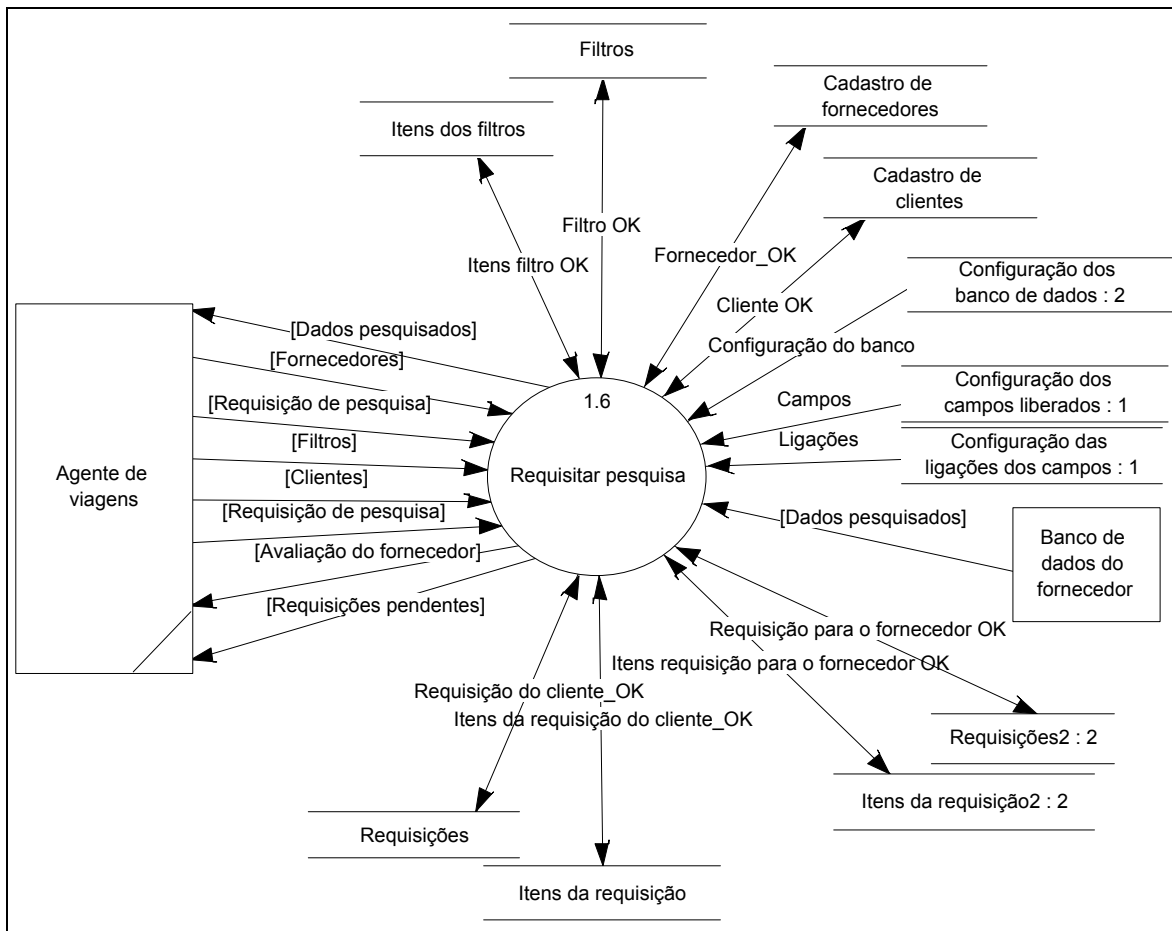 Filtros
Cadastro de
fornecedores
Itens dos filtros
Cadastro de
clientes
Filtro OK
Fornecedor_OK
Itens filtro OK
Configuração dos
banco de dados : 2
Cliente OK
[Dados pesquisados]
Configuração do banco
[Fornecedores]
Configuração dos
campos liberados : 1
Campos
1.6
[Requisição de pesquisa]
[Filtros]
Ligações
Configuração das
ligações dos campos : 1
Agente de
viagens
[Clientes]
Requisitar pesquisa
[Requisição de pesquisa]
[Dados pesquisados]
[Avaliação do fornecedor]
Banco de
dados do
fornecedor
[Requisições pendentes]
Requisição para o fornecedor OK
Itens requisição para o fornecedor OK
Requisição do cliente_OK
Itens da requisição do cliente_OK
Requisições2 : 2
Itens da requisição2 : 2
Requisições
Itens da requisição